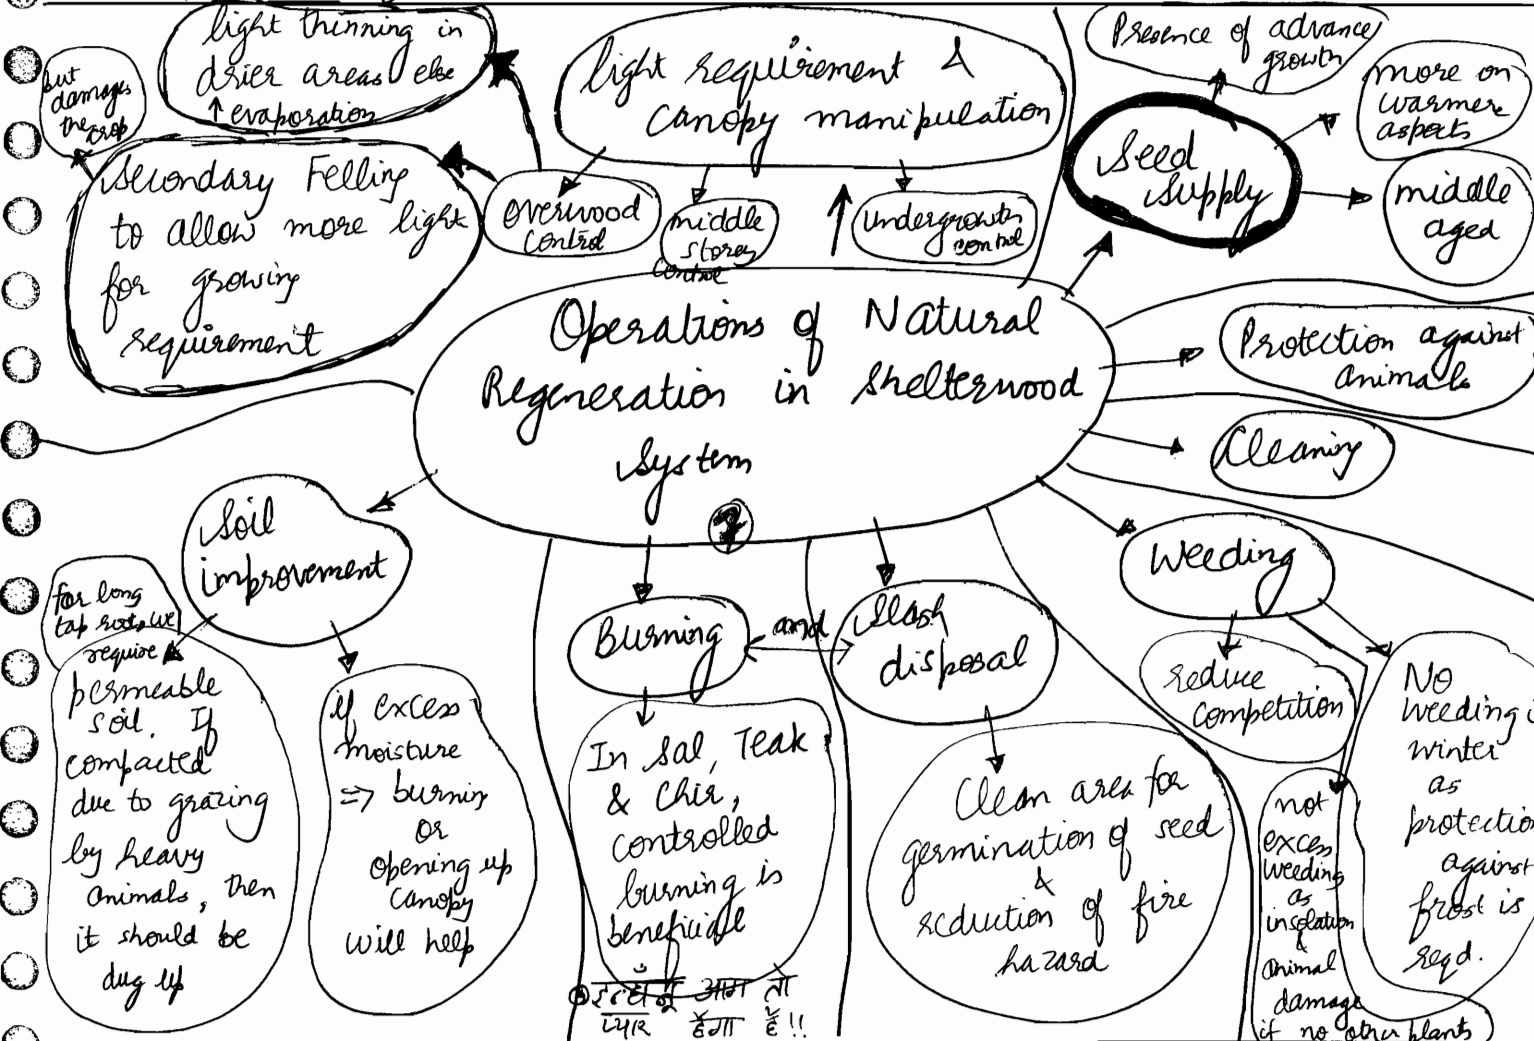 light thinning in
drier areas else
↑ evaporation
but
damages
the crop
Secondary Felling
to allow more light
for growing
requirement
light requirement &
canopy manipulation
overwood
control
middle
storey
control
undergrowth
control
Presence of advance
growth
more on
warmer
aspects
Seed
supply
middle
aged
Operations of Natural
Regeneration in Shelterwood
System
7
Protection against
animals
Cleaning
Weeding
reduce
competition
No
weeding i
winter
as
protectio
against
frost is
reqd.
not
excess
weeding
as
insolation
&
animal
damage
if no other plants
Soil
improvement
for long
tap root, we
require
permeable
soil. If
compacted
due to grazing
by heavy
animals, then
it should be
dug up
if excess
moisture
=> burning
or
opening up
canopy
will help
Burning
and
Slash
disposal
In Sal, Teak
& Chir,
controlled
burning is
beneficial
Clean area for
germination of seed
&
reduction of fire
hazard
आग तो
प्यार है!!